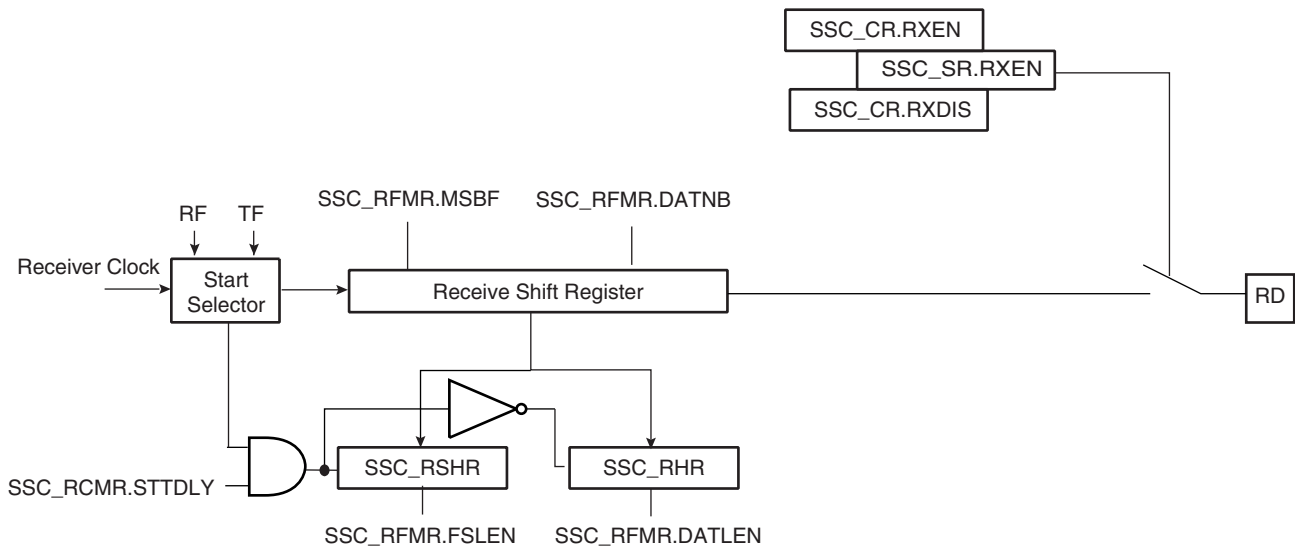 SSC_CR.RXEN
SSC_SR.RXEN
SSC_CR.RXDIS
SSC_RFMR.MSBF
SSC_RFMR.DATNB
RF
TF
Receiver Clock
Start
Selector
Receive Shift Register
RD
SSC_RSHR
SSC_RHR
SSC_RCMR.STTDLY
SSC_RFMR.FSLEN
SSC_RFMR.DATLEN